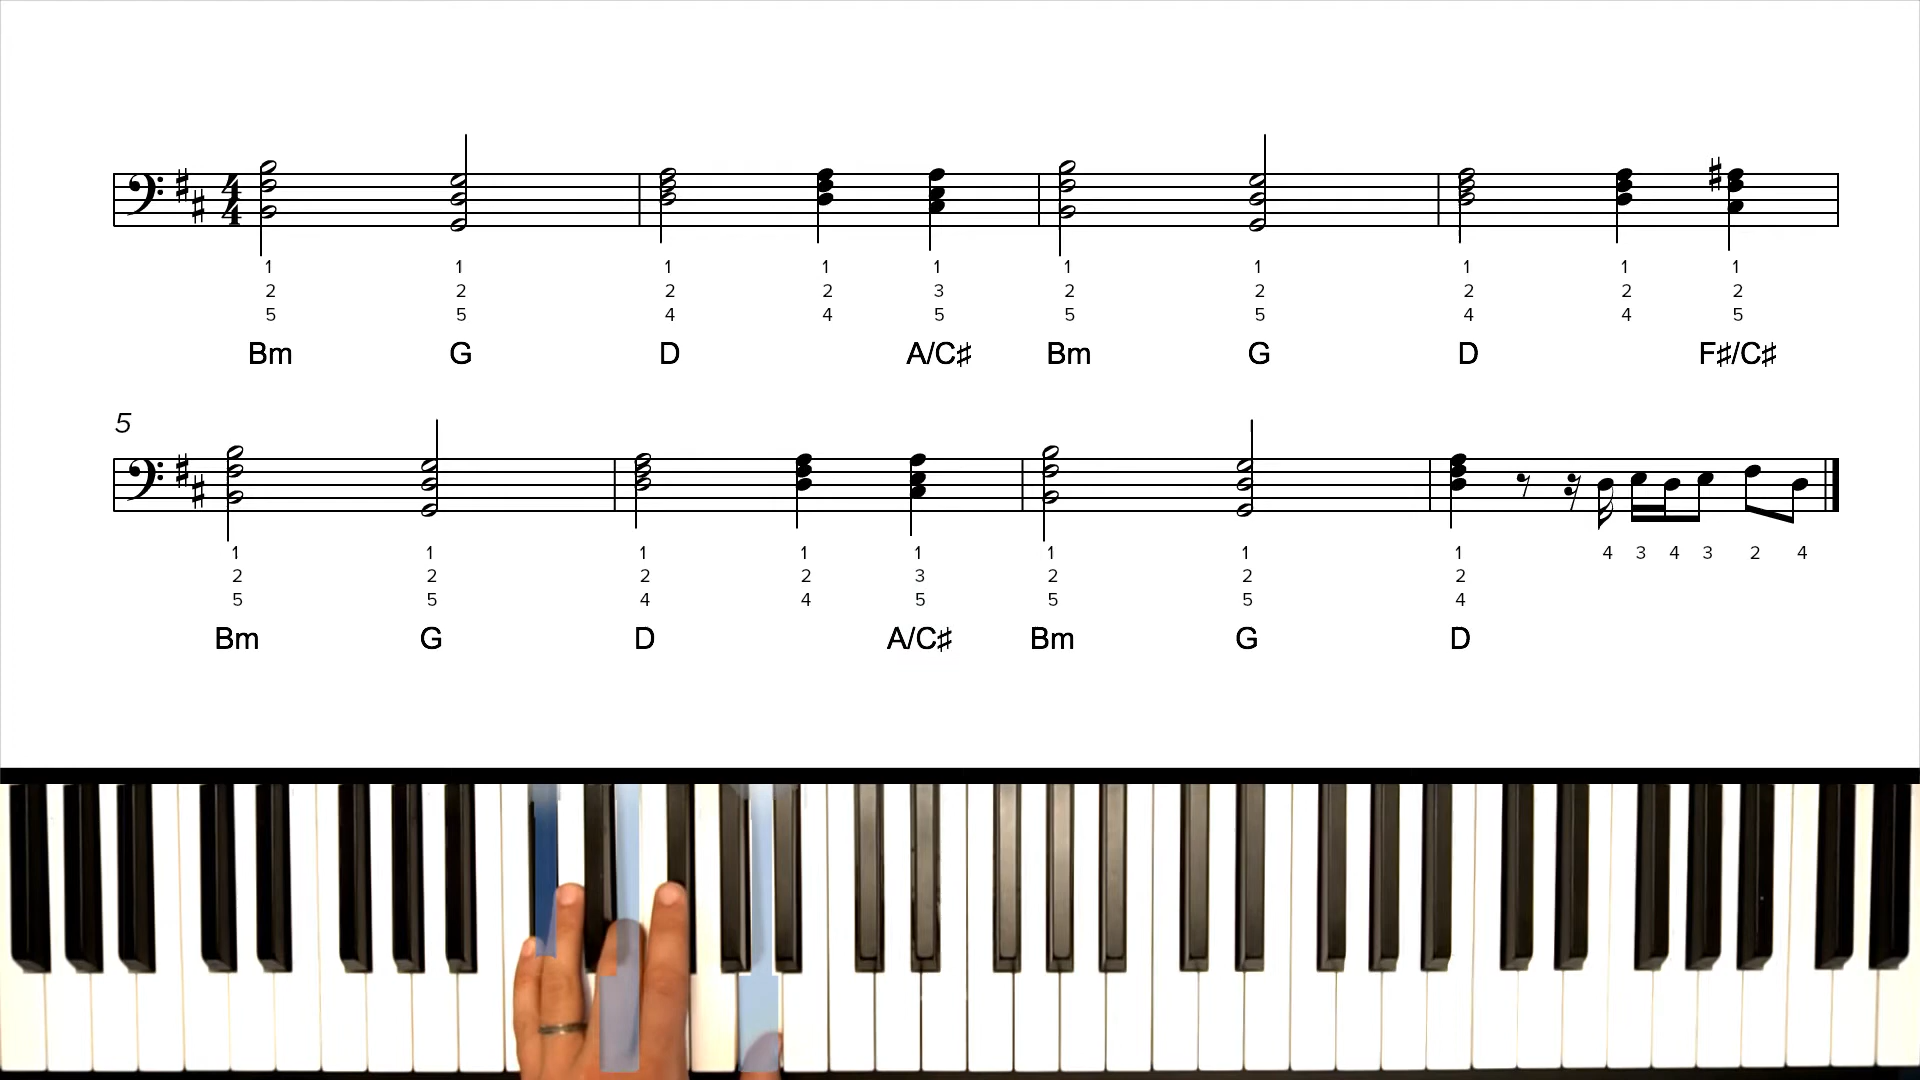 4
4
1 1 1 1 1 1 1 1 1 1
2 2 2 2 3 2 2 2 2 2
5 5 4 4 5 5 5 4 4 5
Bm G D A/C♯ Bm G D F♯/C♯
5
1 1 1 1 1 1 1 1 4 3 4 3 2 4
2 2 2 2 3 2 2 2
5 5 4 4 5 5 5 4
Bm G D A/C♯ Bm G D